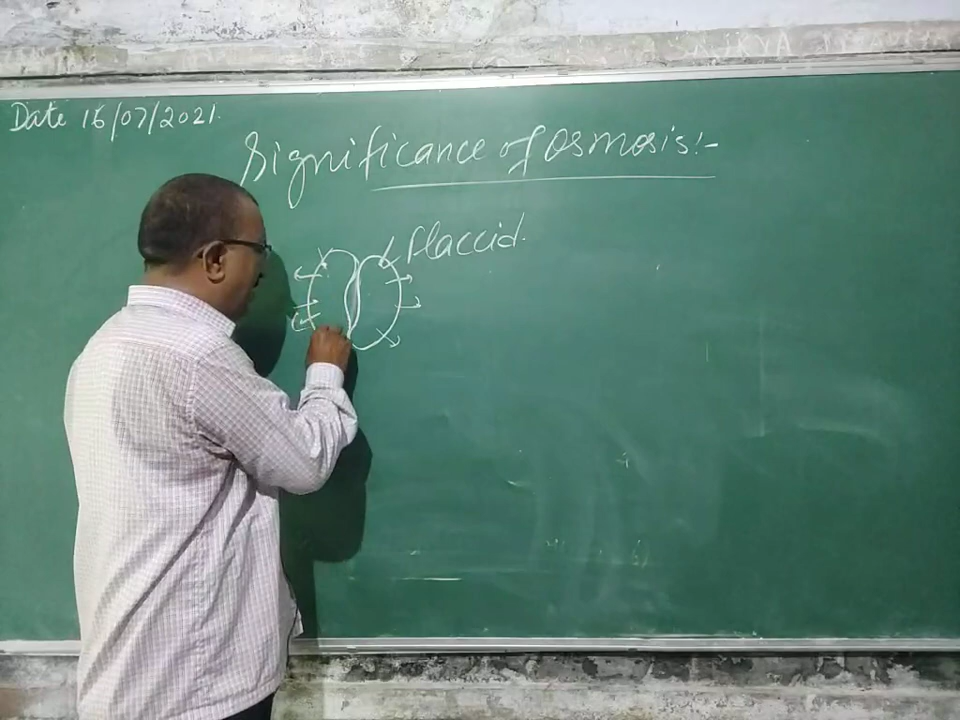 Date 16/07/2021.
Significance of osmosis:-
flaccid.